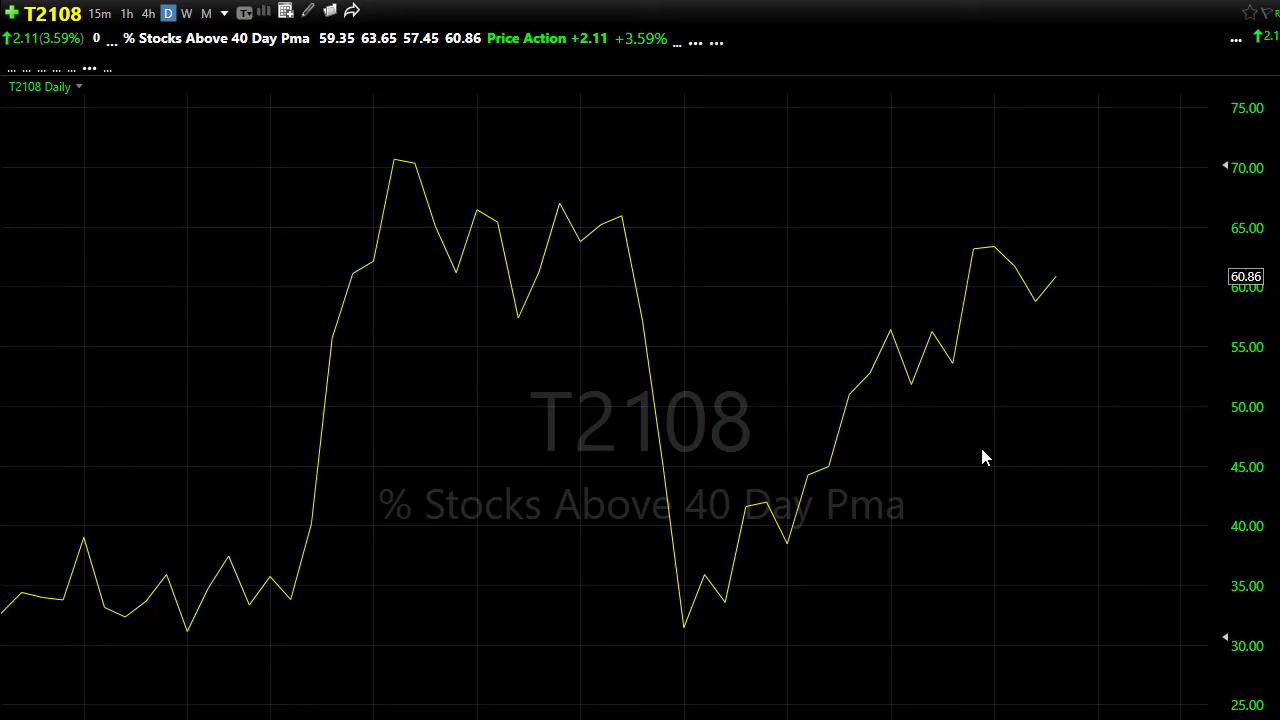 T2108 15m 1h 4h D W M
2.11(3.59%) 0 ... % Stocks Above 40 Day Pma 59.35 63.65 57.45 60.86 Price Action +2.11 +3.59% ... ... ... ... 2.1
... ... ... ... ... ... ...
T2108 Daily
75.00
70.00
65.00
60.86
60.00
55.00
50.00
45.00
40.00
35.00
30.00
25.00
T2108
% Stocks Above 40 Day Pma